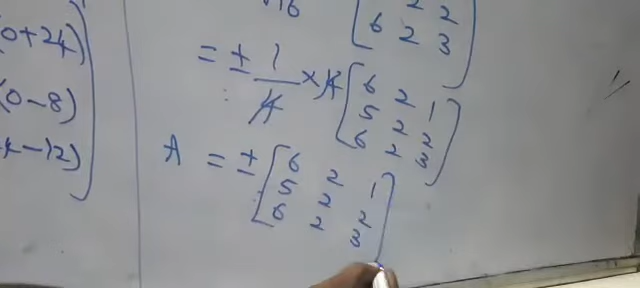 0+24)
(0-8)
-12)
16
2 2
6 2 3
= ± 1/4 × 4 [6 2 1
5 2 2
6 2 3]
A = ± [6 2 1
5 2 2
6 2 3]